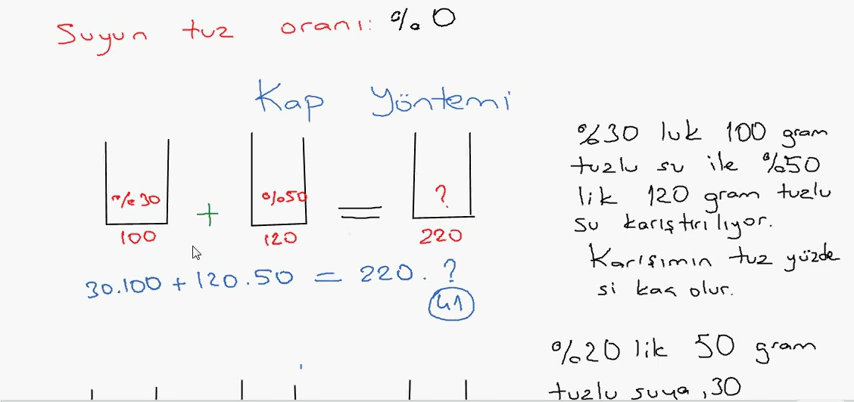 Suyun tuz oranı: %0
Kap Yöntemi
%30 + %50 = ?
100 120 220
30.100 + 120.50 = 220 . ?
41
%30 luk 100 gram
tuzlu su ile %50
lik 120 gram tuzlu
su karıştırılıyor.
Karışımın tuz yüzde
si kaç olur.
%20 lik 50 gram
tuzlu suya, 30